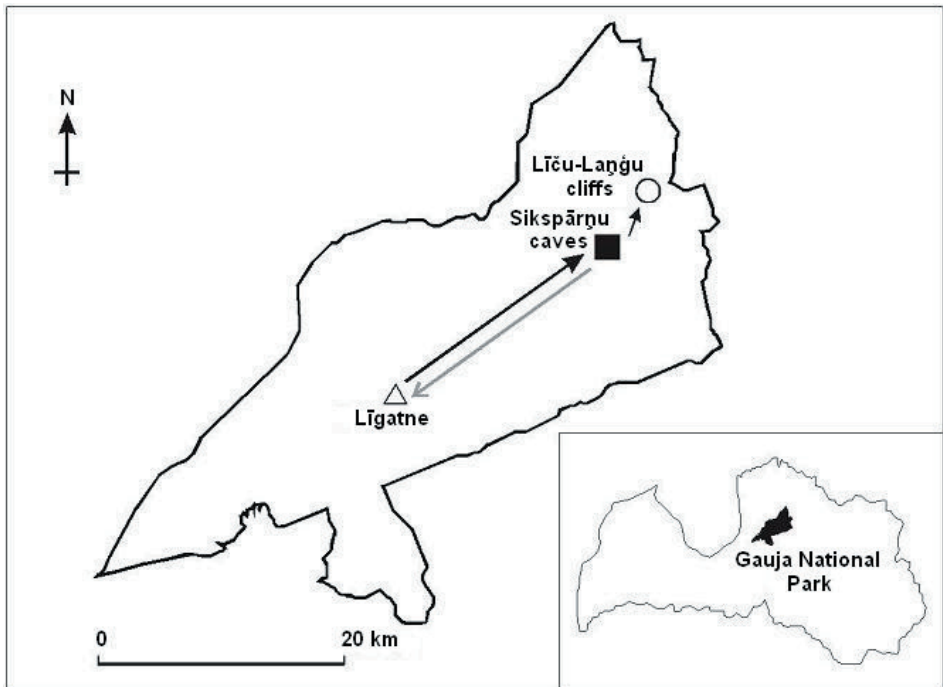 N
Līču-Laņģu
cliffs
Sikspārņu
caves
Līgatne
0 20 km
Gauja National
Park